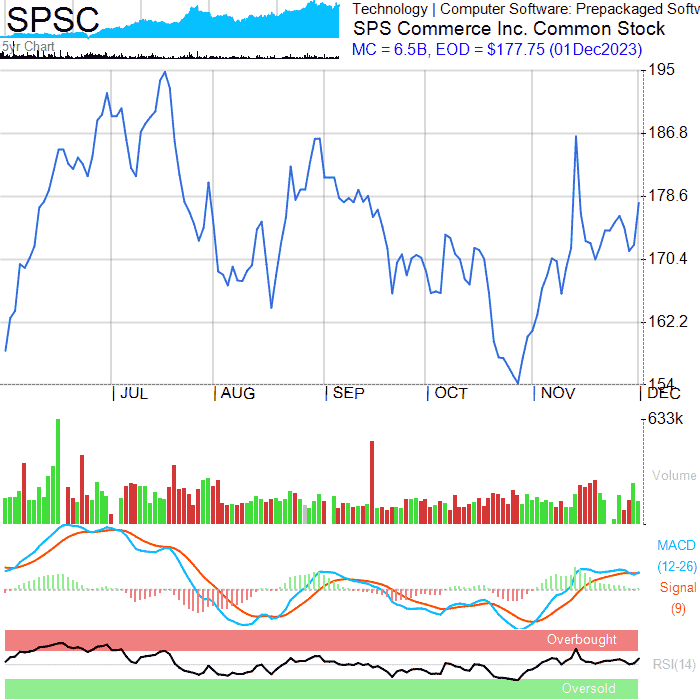 SPSC
Technology | Computer Software: Prepackaged Softw
SPS Commerce Inc. Common Stock
5yr Chart
MC = 6.5B, EOD = $177.75 (01Dec2023)
195
186.8
178.6
170.4
162.2
154
JUL
AUG
SEP
OCT
NOV
DEC
633k
Volume
MACD
(12-26)
Signal
(9)
Overbought
RSI(14)
Oversold